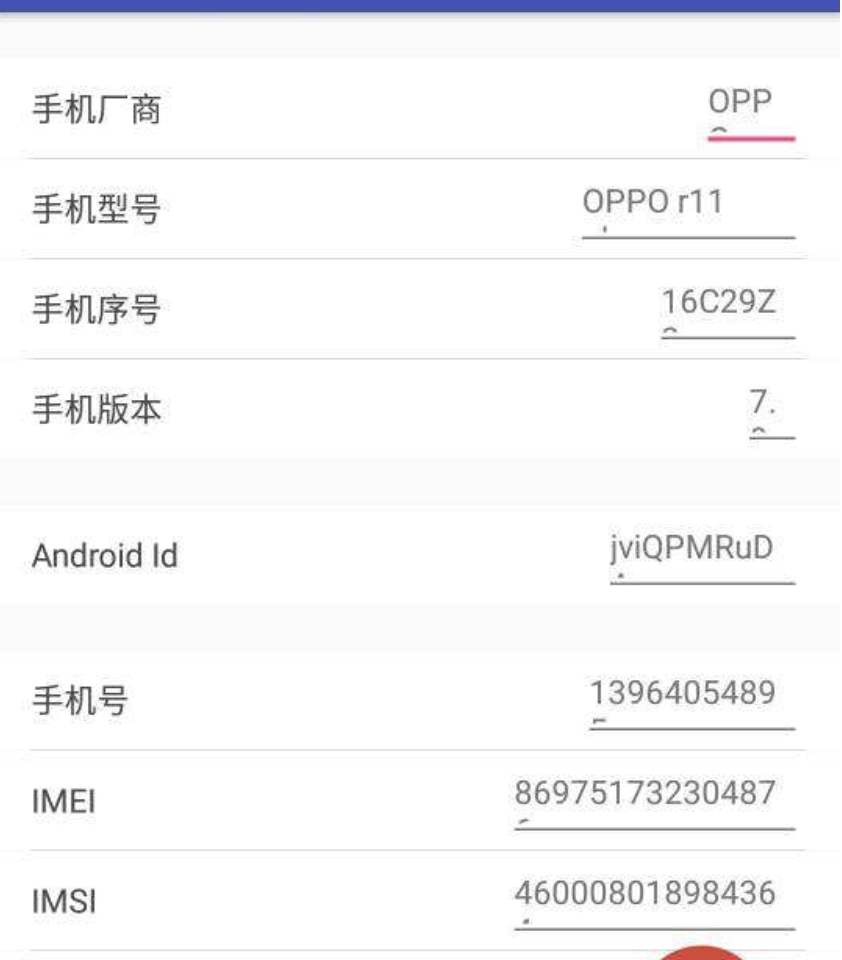 手机厂商
OPP
手机型号
OPPO r11
手机序号
16C29Z
手机版本
7.
Android Id
jviQPMRuD
手机号
1396405489
IMEI
86975173230487
IMSI
46000801898436